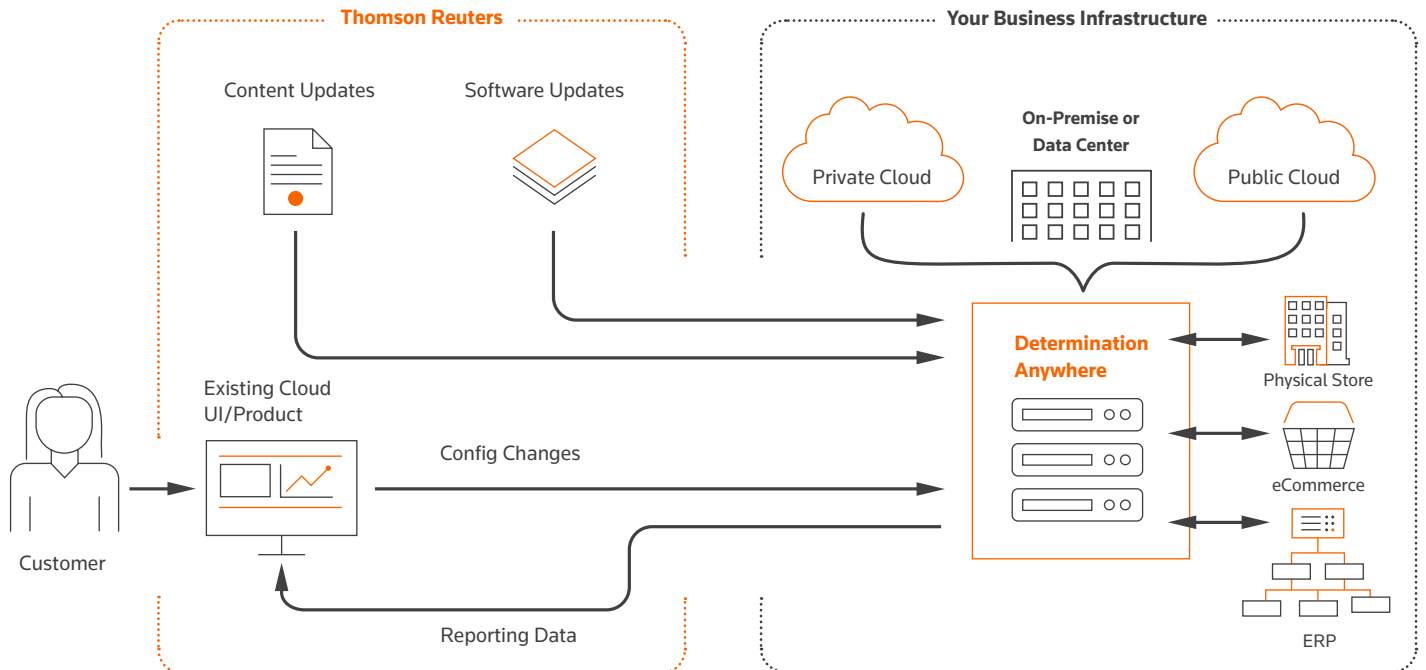 Thomson Reuters
Your Business Infrastructure
Content Updates
Software Updates
Private Cloud
On-Premise or
Data Center
Public Cloud
Determination
Anywhere
Physical Store
eCommerce
ERP
Existing Cloud
UI/Product
Config Changes
Customer
Reporting Data